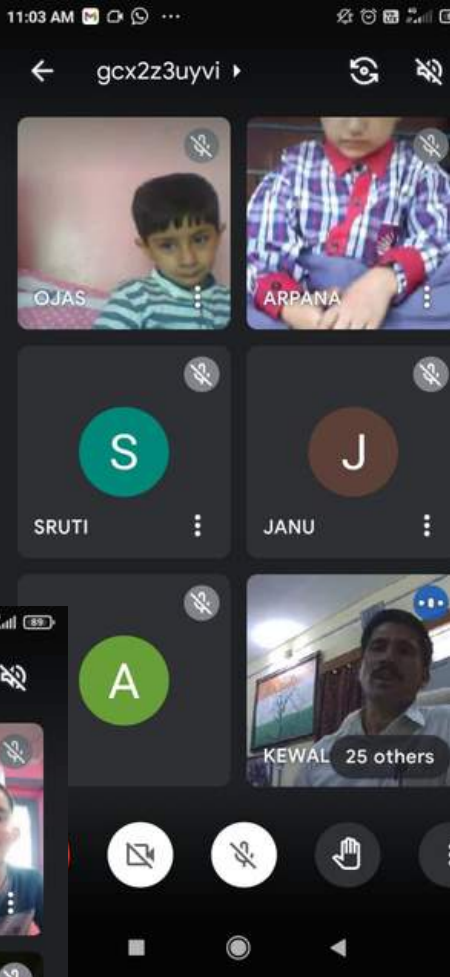 11:03 AM
gcx2z3uyvi
OJAS
ARPANA
S
J
SRUTI
JANU
A
KEWAL
25 others
89